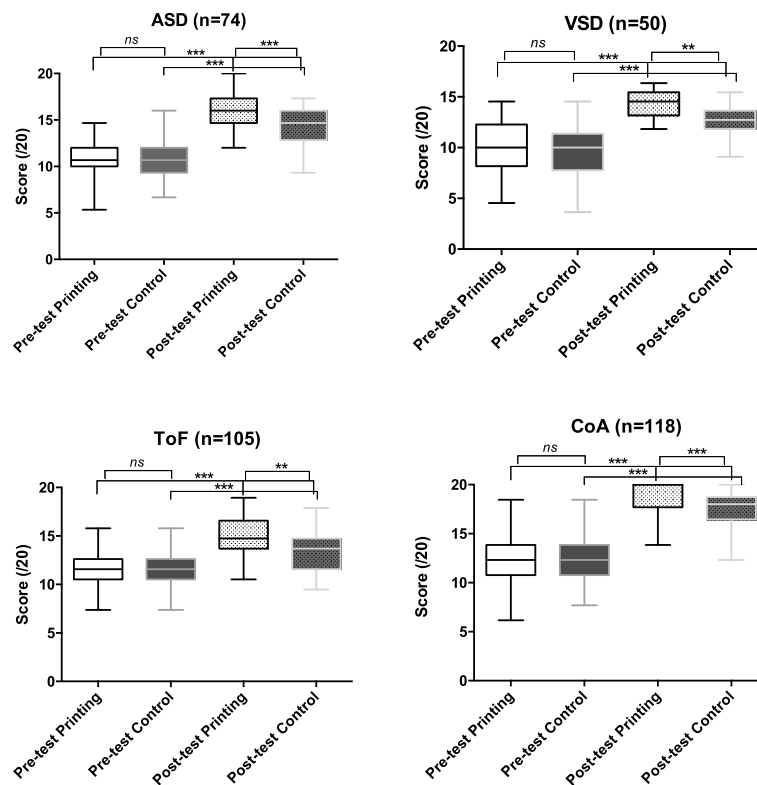 ASD (n=74)
ns
***
***
***
Score (/20)
20
15
10
5
0
Pre-test Printing
Pre-test Control
Post-test Printing
Post-test Control
VSD (n=50)
ns
**
***
***
Score (/20)
20
15
10
5
0
Pre-test Printing
Pre-test Control
Post-test Printing
Post-test Control
ToF (n=105)
ns
**
***
***
Score (/20)
20
15
10
5
0
Pre-test Printing
Pre-test Control
Post-test Printing
Post-test Control
CoA (n=118)
ns
***
***
***
Score (/20)
20
15
10
5
0
Pre-test Printing
Pre-test Control
Post-test Printing
Post-test Control